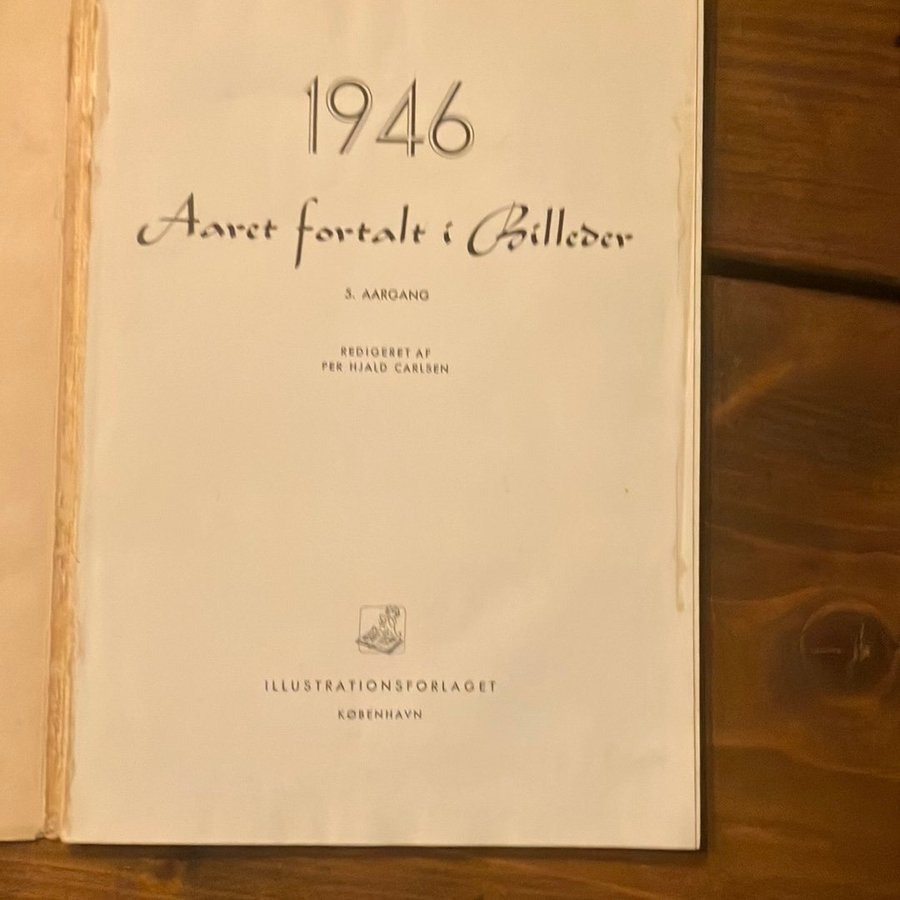 1946
Aaret fortalt i Billeder
5. AARGANG
REDIGERET AF
PER HJALD CARLSEN
ILLUSTRATIONSFORLAGET
KØBENHAVN